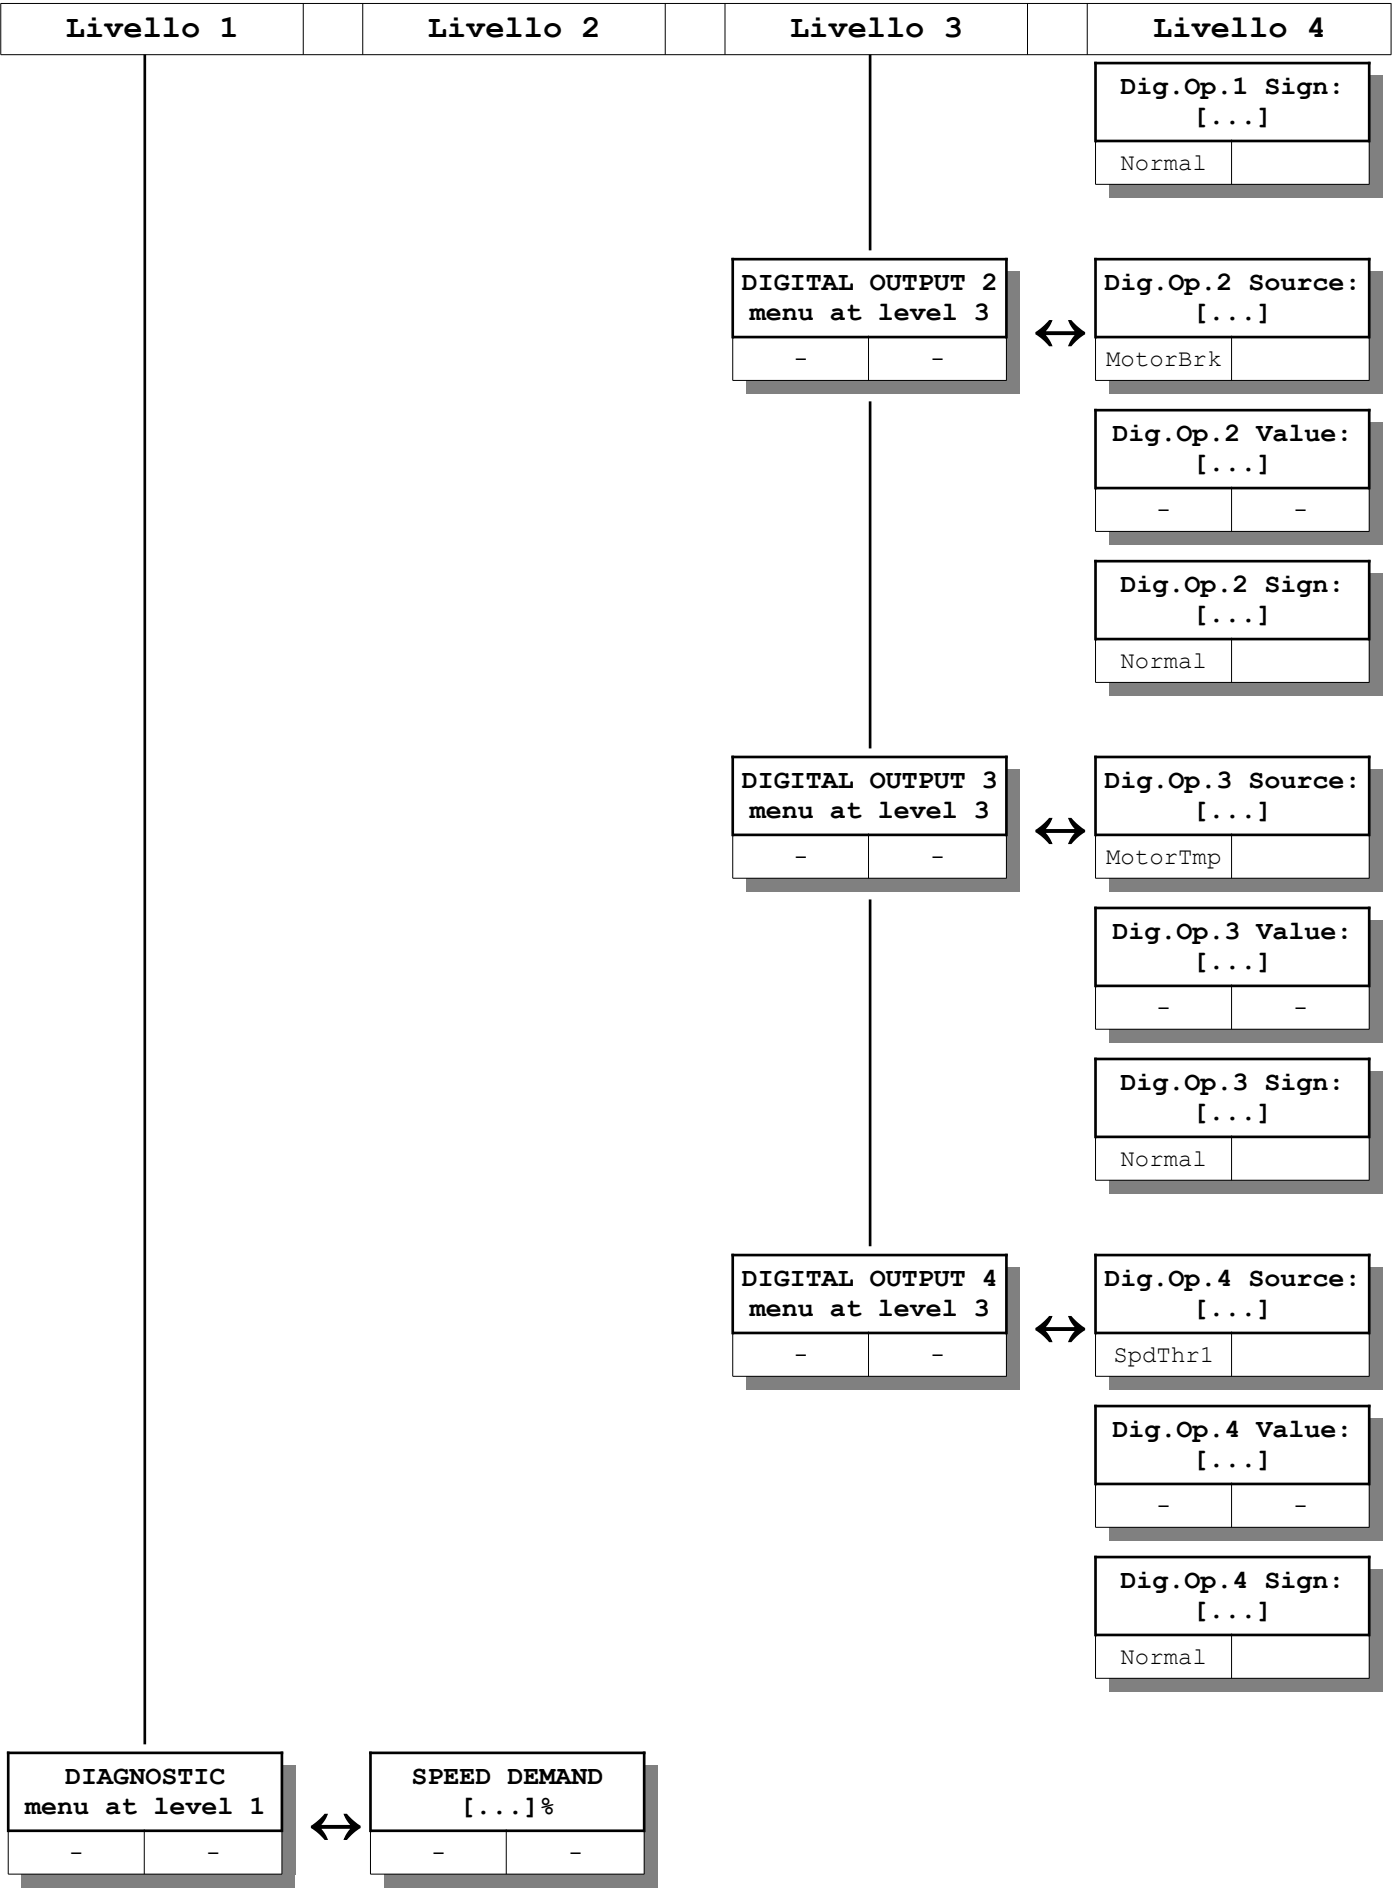 Livello 1 Livello 2 Livello 3 Livello 4
Dig.Op.1 Sign:
[...]
Normal
DIGITAL OUTPUT 2
menu at level 3
- -
Dig.Op.2 Source:
[...]
MotorBrk
Dig.Op.2 Value:
[...]
- -
Dig.Op.2 Sign:
[...]
Normal
DIGITAL OUTPUT 3
menu at level 3
- -
Dig.Op.3 Source:
[...]
MotorTmp
Dig.Op.3 Value:
[...]
- -
Dig.Op.3 Sign:
[...]
Normal
DIGITAL OUTPUT 4
menu at level 3
- -
Dig.Op.4 Source:
[...]
SpdThr1
Dig.Op.4 Value:
[...]
- -
Dig.Op.4 Sign:
[...]
Normal
DIAGNOSTIC
menu at level 1
- -
SPEED DEMAND
[...]%
- -